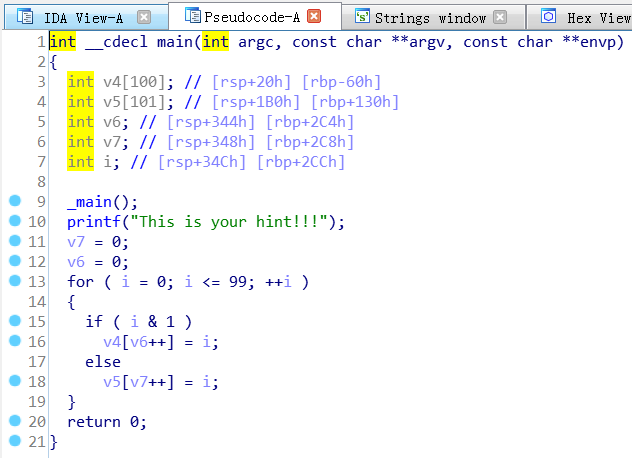 IDA View-A Pseudocode-A Strings window Hex View
1 int __cdecl main(int argc, const char **argv, const char **envp)
2 {
3 int v4[100]; // [rsp+20h] [rbp-60h]
4 int v5[101]; // [rsp+1B0h] [rbp+130h]
5 int v6; // [rsp+344h] [rbp+2C4h]
6 int v7; // [rsp+348h] [rbp+2C8h]
7 int i; // [rsp+34Ch] [rbp+2CCh]
8
9 _main();
10 printf("This is your hint!!!");
11 v7 = 0;
12 v6 = 0;
13 for ( i = 0; i <= 99; ++i )
14 {
15 if ( i & 1 )
16 v4[v6++] = i;
17 else
18 v5[v7++] = i;
19 }
20 return 0;
21 }